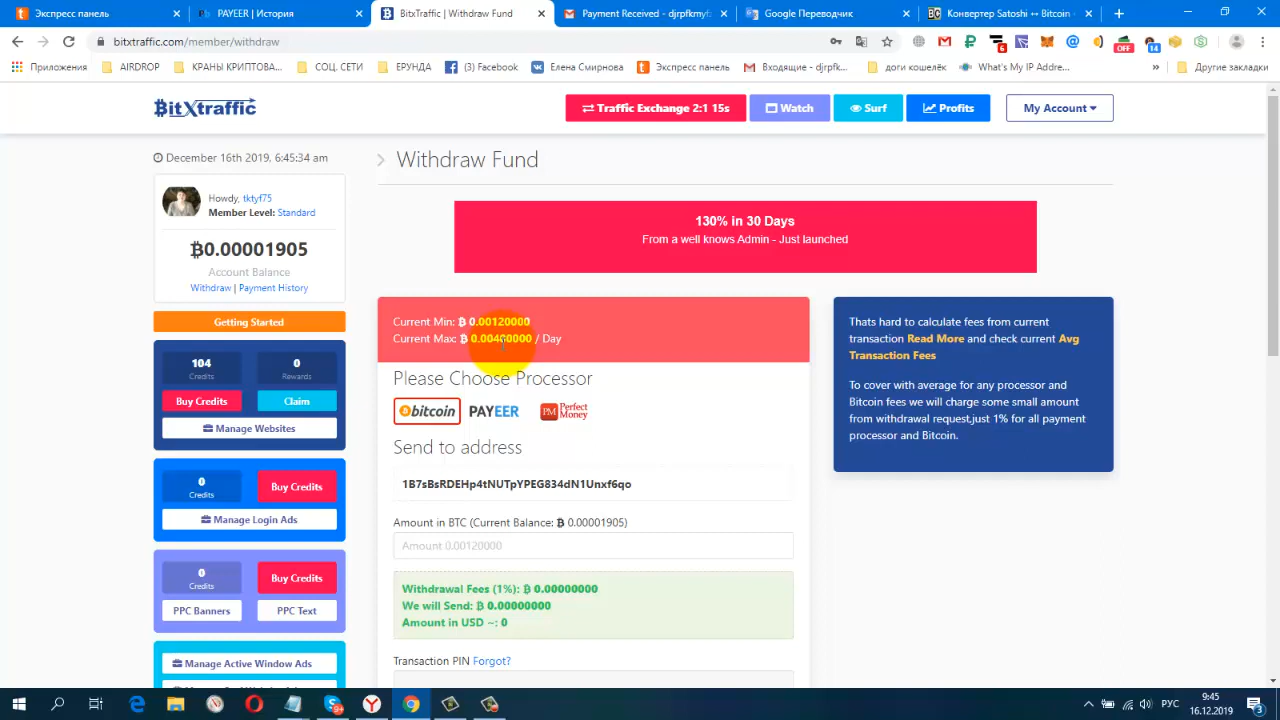 Экспресс панель
PAYEER | История
BitxTraffic | Withdraw Fund
Payment Received - djrpfkmyf
Google Переводчик
Конвертер Satoshi ↔ Bitcoin
bitxtraffic.com/member/withdraw
6
OFF
14
Приложения
AIRDROP
КРАНЫ КРИПТОВА...
СОЦ. СЕТИ
ЕРУНДА
(3) Facebook
Елена Смирнова
Экспресс панель
Входящие - djrpfk...
доги кошелёк
What's My IP Addre...
»
Другие закладки
BitXtraffic
Traffic Exchange 2:1 15s
Watch
Surf
Profits
My Account
December 16th 2019, 6:45:34 am
Howdy, tktyf75
Member Level: Standard
₿0.00001905
Account Balance
Withdraw | Payment History
Getting Started
104
Credits
0
Rewards
Buy Credits
Claim
Manage Websites
0
Credits
Buy Credits
Manage Login Ads
0
Credits
Buy Credits
PPC Banners
PPC Text
Manage Active Window Ads
Withdraw Fund
130% in 30 Days
From a well knows Admin - Just launched
Current Min: ₿ 0.00120000
Current Max: ₿ 0.00400000 / Day
Please Choose Processor
bitcoin
PAYEER
PM Perfect Money
Send to address
1B7sBsRDEHp4tNUTpYPEG834dN1Unxf6qo
Amount in BTC (Current Balance: ₿ 0.00001905)
Amount 0.00120000
Withdrawal Fees (1%): ₿ 0.00000000
We will Send: ₿ 0.00000000
Amount in USD ~: 0
Transaction PIN Forgot?
Thats hard to calculate fees from current
transaction Read More and check current Avg
Transaction Fees
To cover with average for any processor and
Bitcoin fees we will charge some small amount
from withdrawal request,just 1% for all payment
processor and Bitcoin.
РУС
9:45
16.12.2019
3